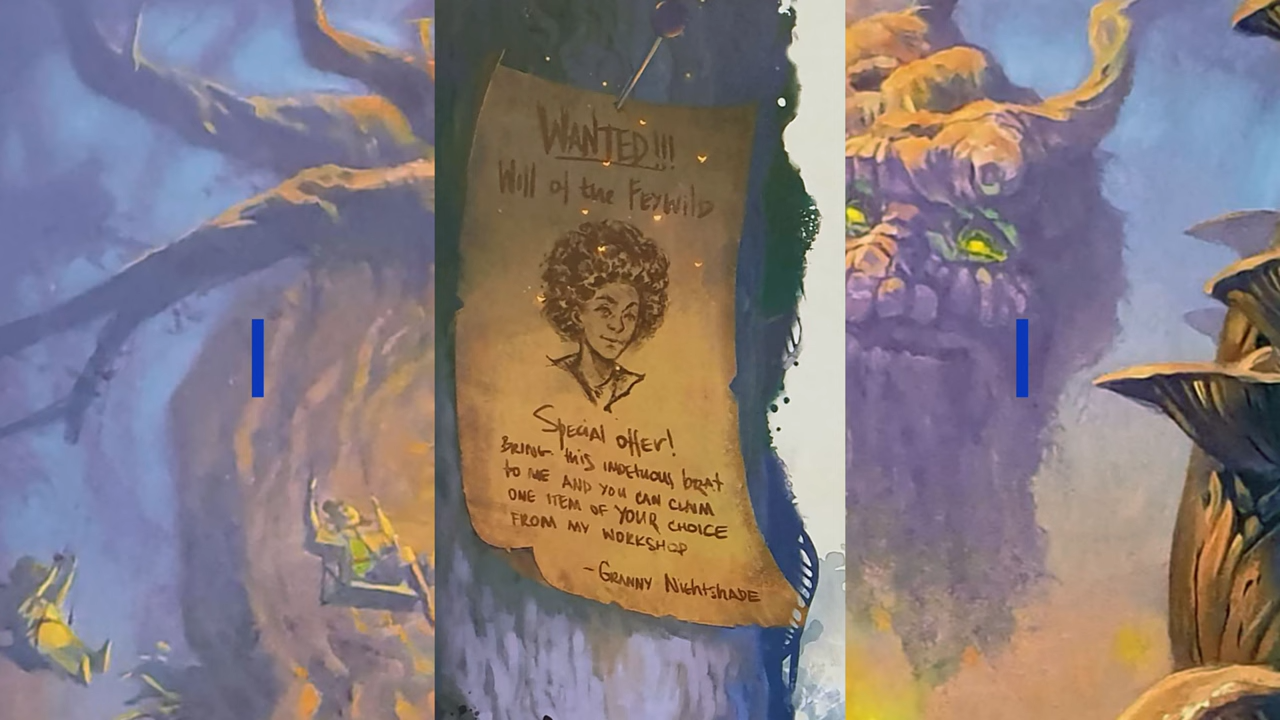 WANTED!!!
Will of the FEYWILD
Special offer!
BRING this impetuous brat
to ME AND YOU CAN CLAIM
ONE ITEM OF YOUR CHOICE
FROM MY WORKSHOP
- GRANNY NIGHTSHADE